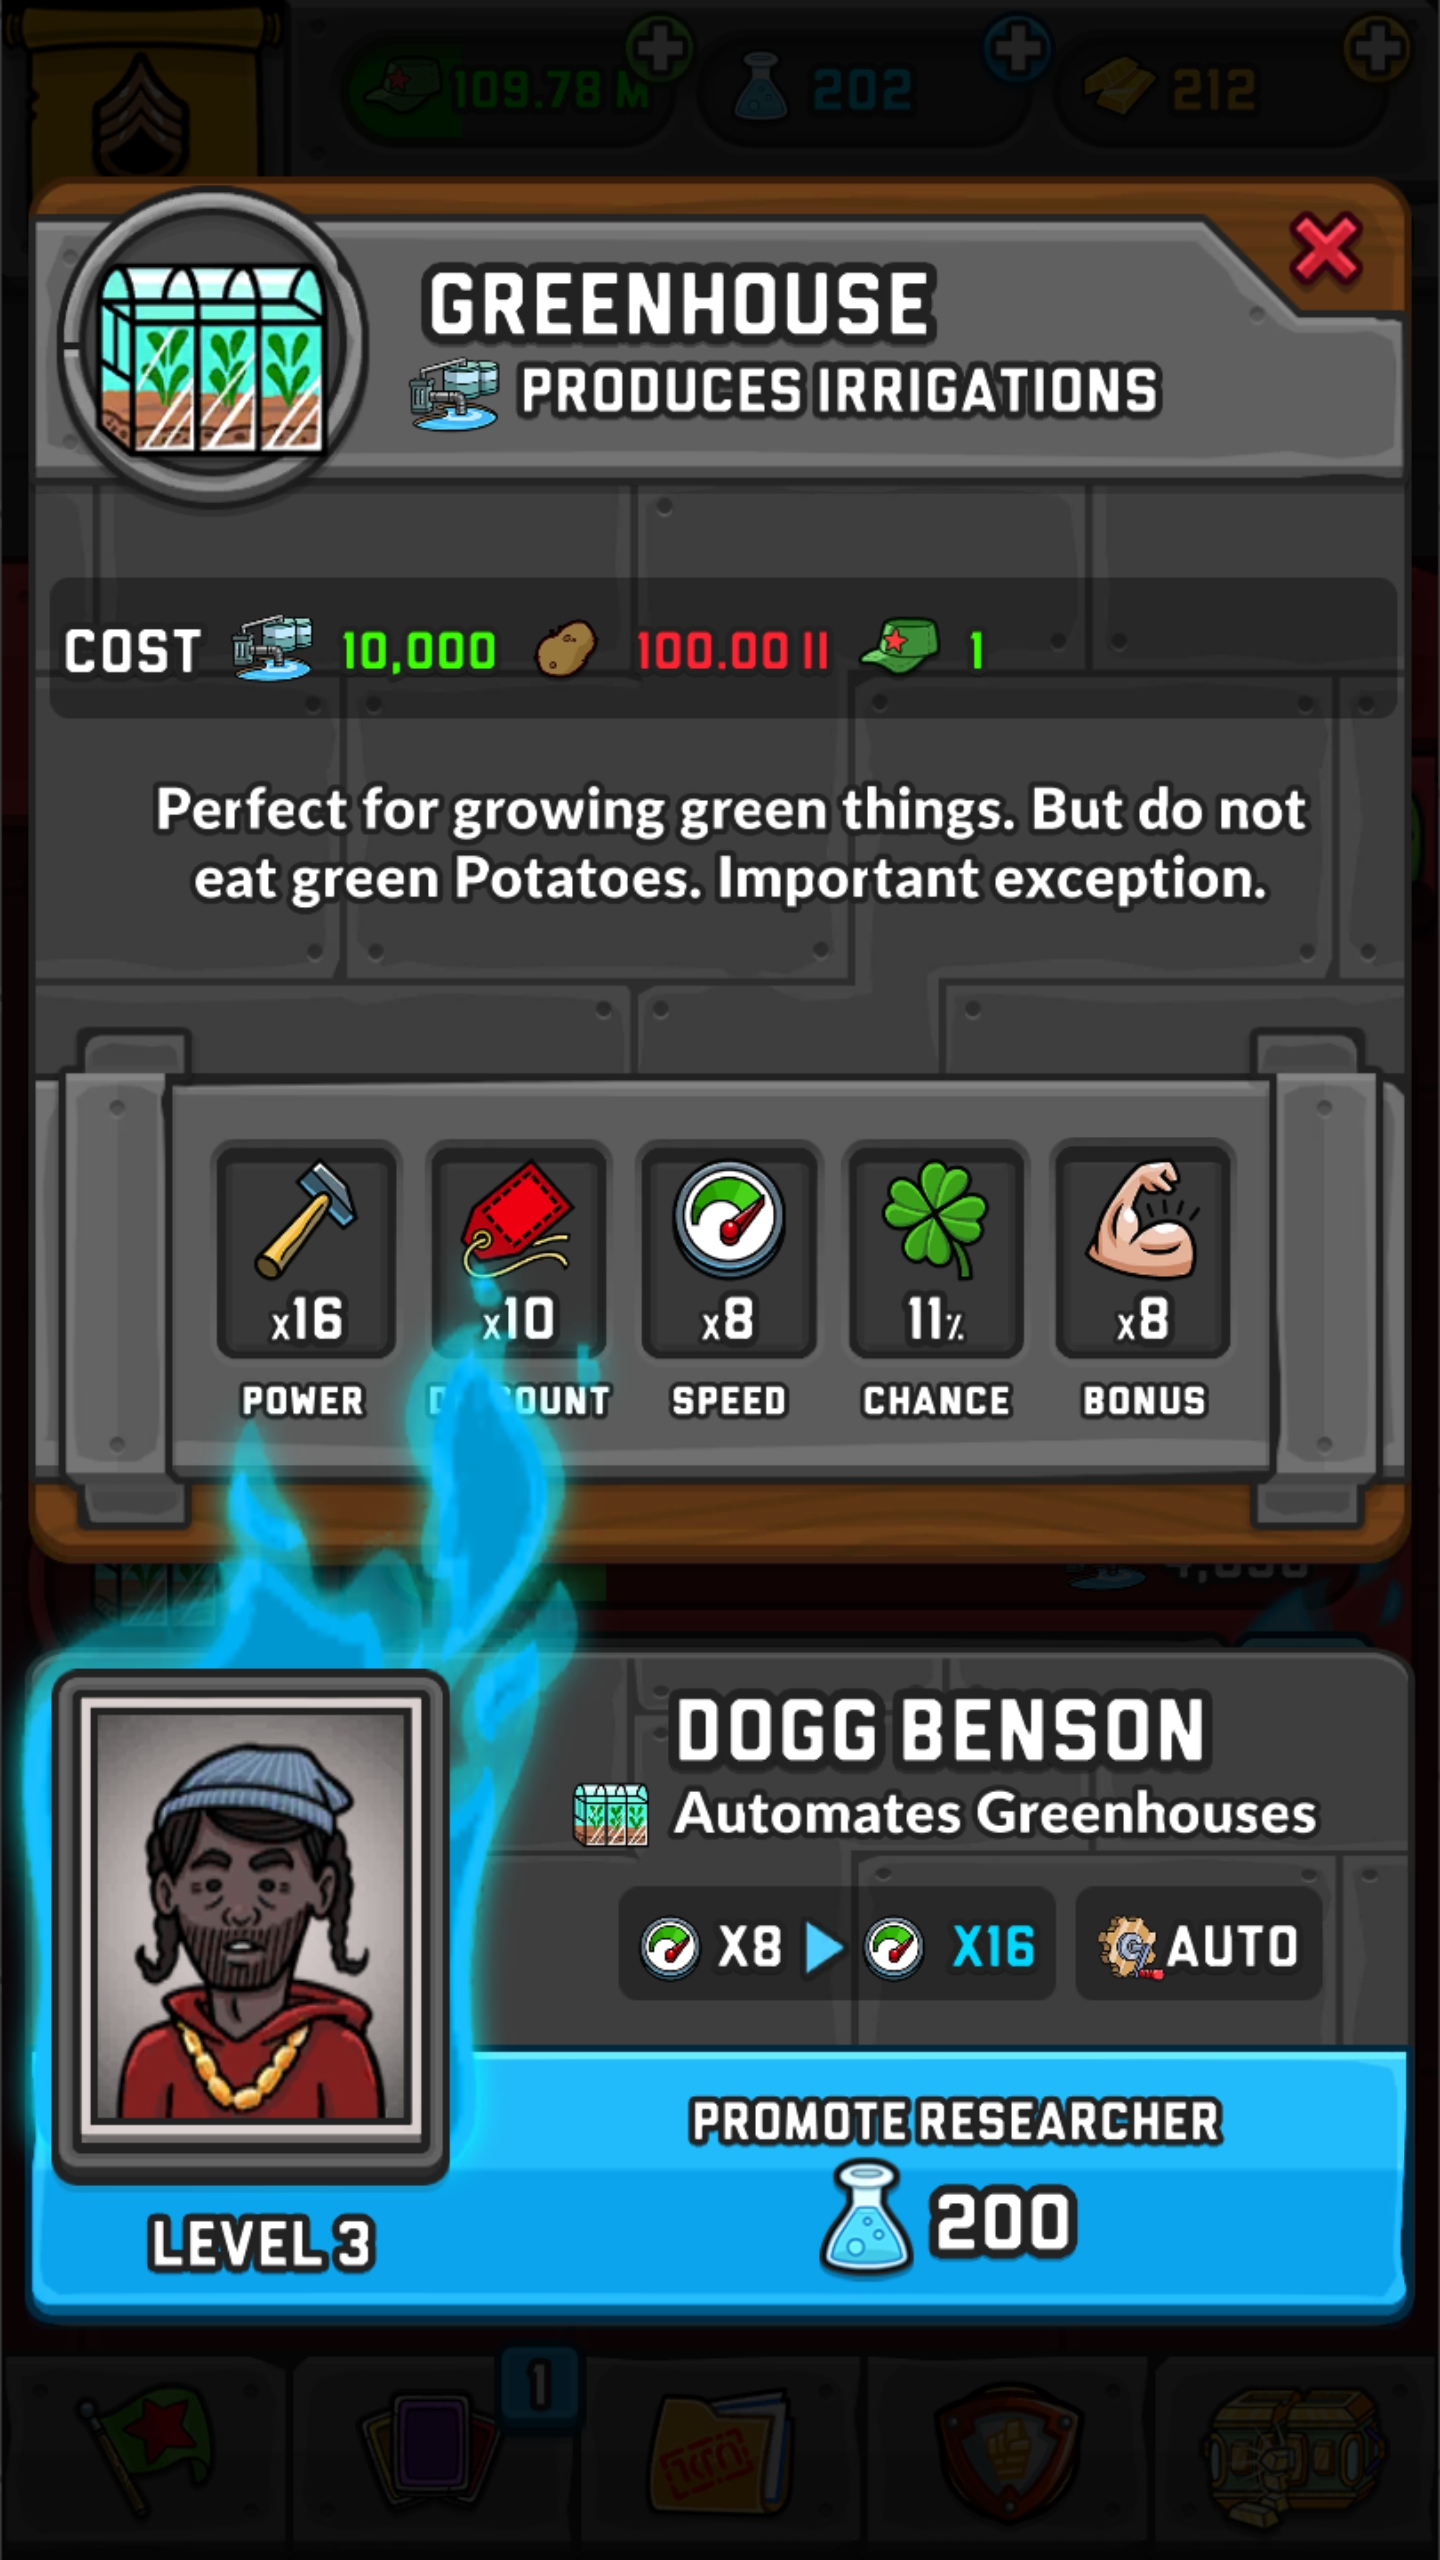 109.78 M 202 212
GREENHOUSE
PRODUCES IRRIGATIONS
COST 10,000 100.00 II 1
Perfect for growing green things. But do not
eat green Potatoes. Important exception.
x16 x10 x8 11% x8
POWER DISCOUNT SPEED CHANCE BONUS
DOGG BENSON
Automates Greenhouses
X8 X16 AUTO
PROMOTE RESEARCHER
200
LEVEL 3
1